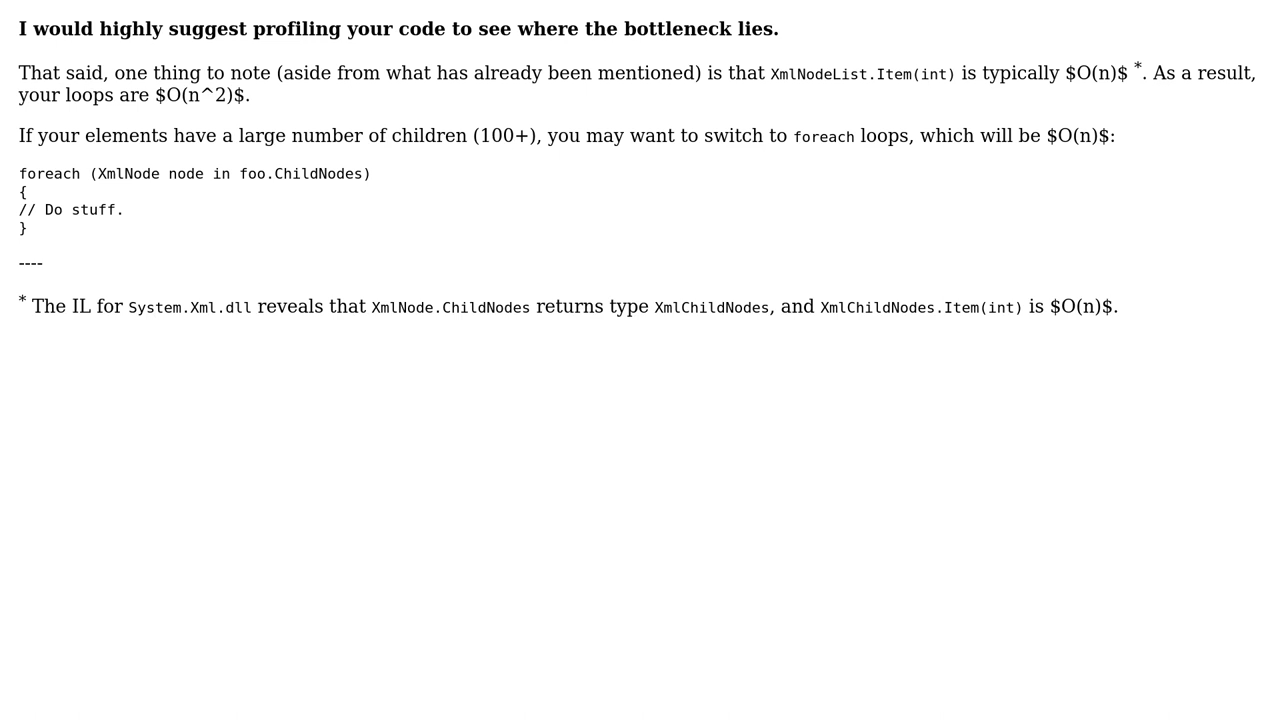 I would highly suggest profiling your code to see where the bottleneck lies.
That said, one thing to note (aside from what has already been mentioned) is that XmlNodeList.Item(int) is typically $O(n)$ *. As a result,
your loops are $O(n^2)$.
If your elements have a large number of children (100+), you may want to switch to foreach loops, which will be $O(n)$:
foreach (XmlNode node in foo.ChildNodes)
{
// Do stuff.
}
----
* The IL for System.Xml.dll reveals that XmlNode.ChildNodes returns type XmlChildNodes, and XmlChildNodes.Item(int) is $O(n)$.